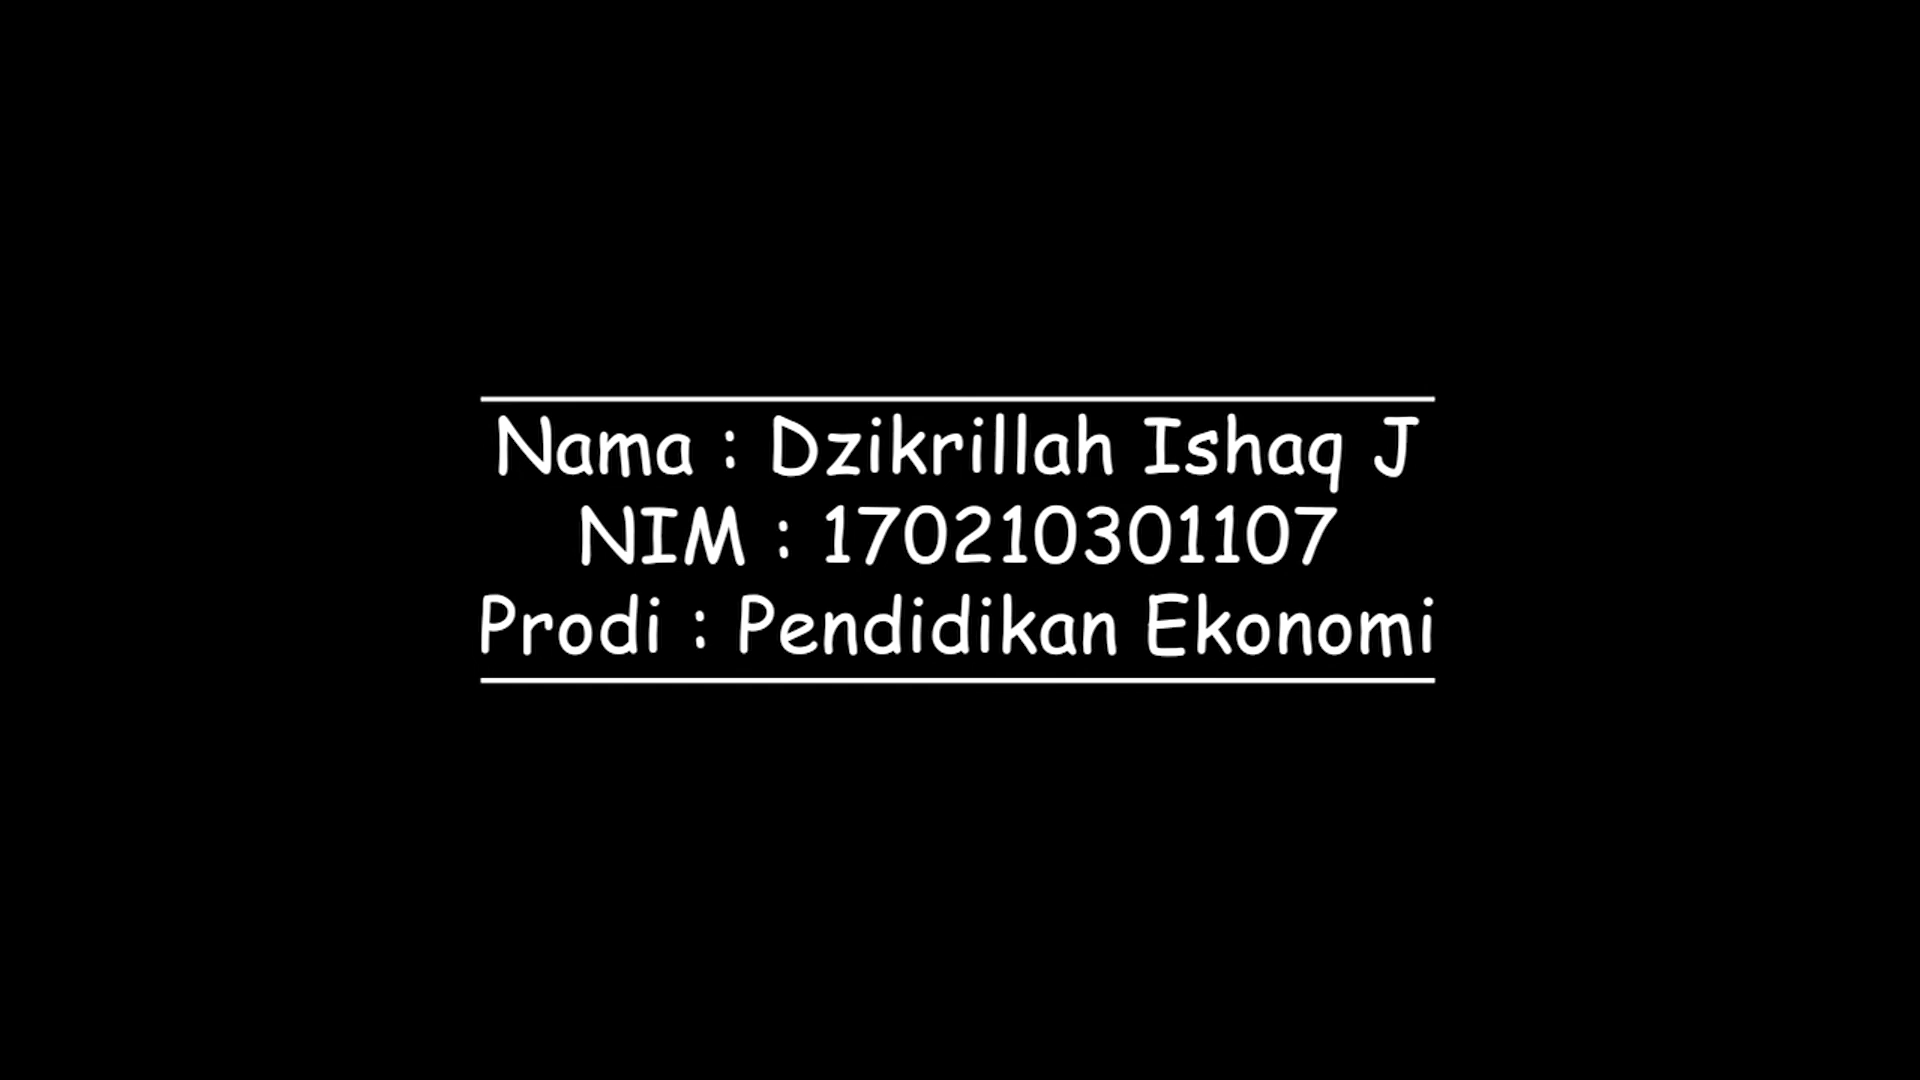 Nama : Dzikrillah Ishaq J
NIM : 170210301107
Prodi : Pendidikan Ekonomi